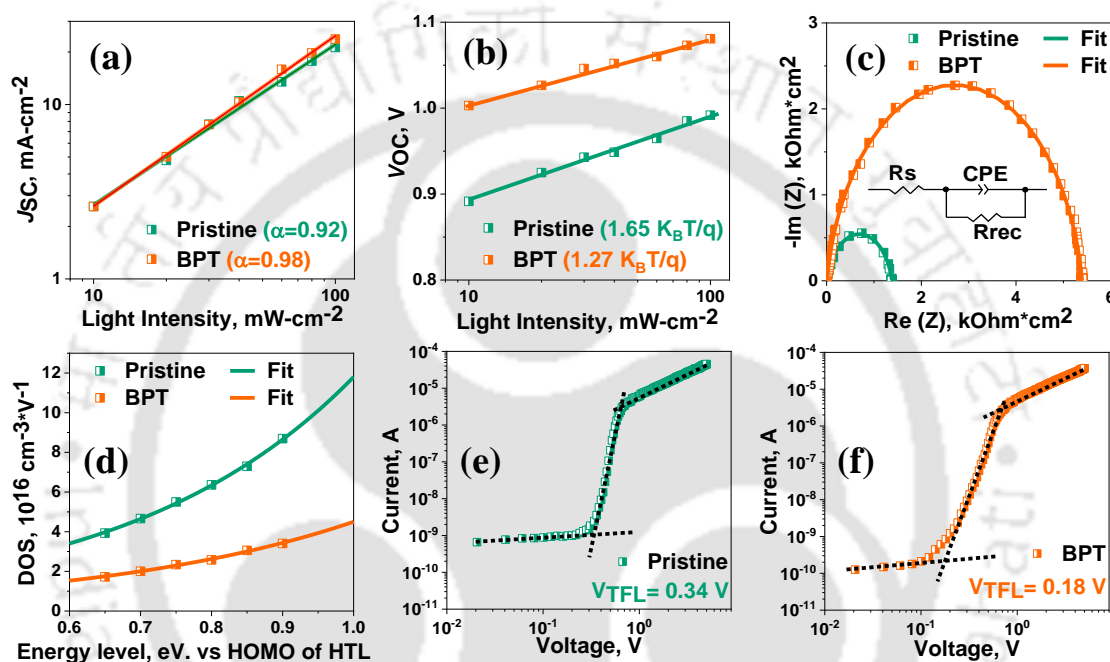 (a)
JSC, mA-cm-2
10
1
10
100
Pristine (α=0.92)
BPT (α=0.98)
Light Intensity, mW-cm-2
(b)
VOC, V
1.1
1.0
0.9
0.8
10
100
Pristine (1.65 KBT/q)
BPT (1.27 KBT/q)
Light Intensity, mW-cm-2
(c)
-Im (Z), kOhm*cm2
3
2
1
0
0 2 4 6
Pristine Fit
BPT Fit
Rs CPE
Rrec
Re (Z), kOhm*cm2
(d)
DOS, 10^16 cm-3*V-1
12
10
8
6
4
2
0
0.6 0.7 0.8 0.9 1.0
Pristine Fit
BPT Fit
Energy level, eV. vs HOMO of HTL
(e)
Current, A
10-4
10-5
10-6
10-7
10-8
10-9
10-10
10-11
10-2 10-1 100
Pristine
VTFL= 0.34 V
Voltage, V
(f)
Current, A
10-4
10-5
10-6
10-7
10-8
10-9
10-10
10-11
10-2 10-1 100
BPT
VTFL= 0.18 V
Voltage, V